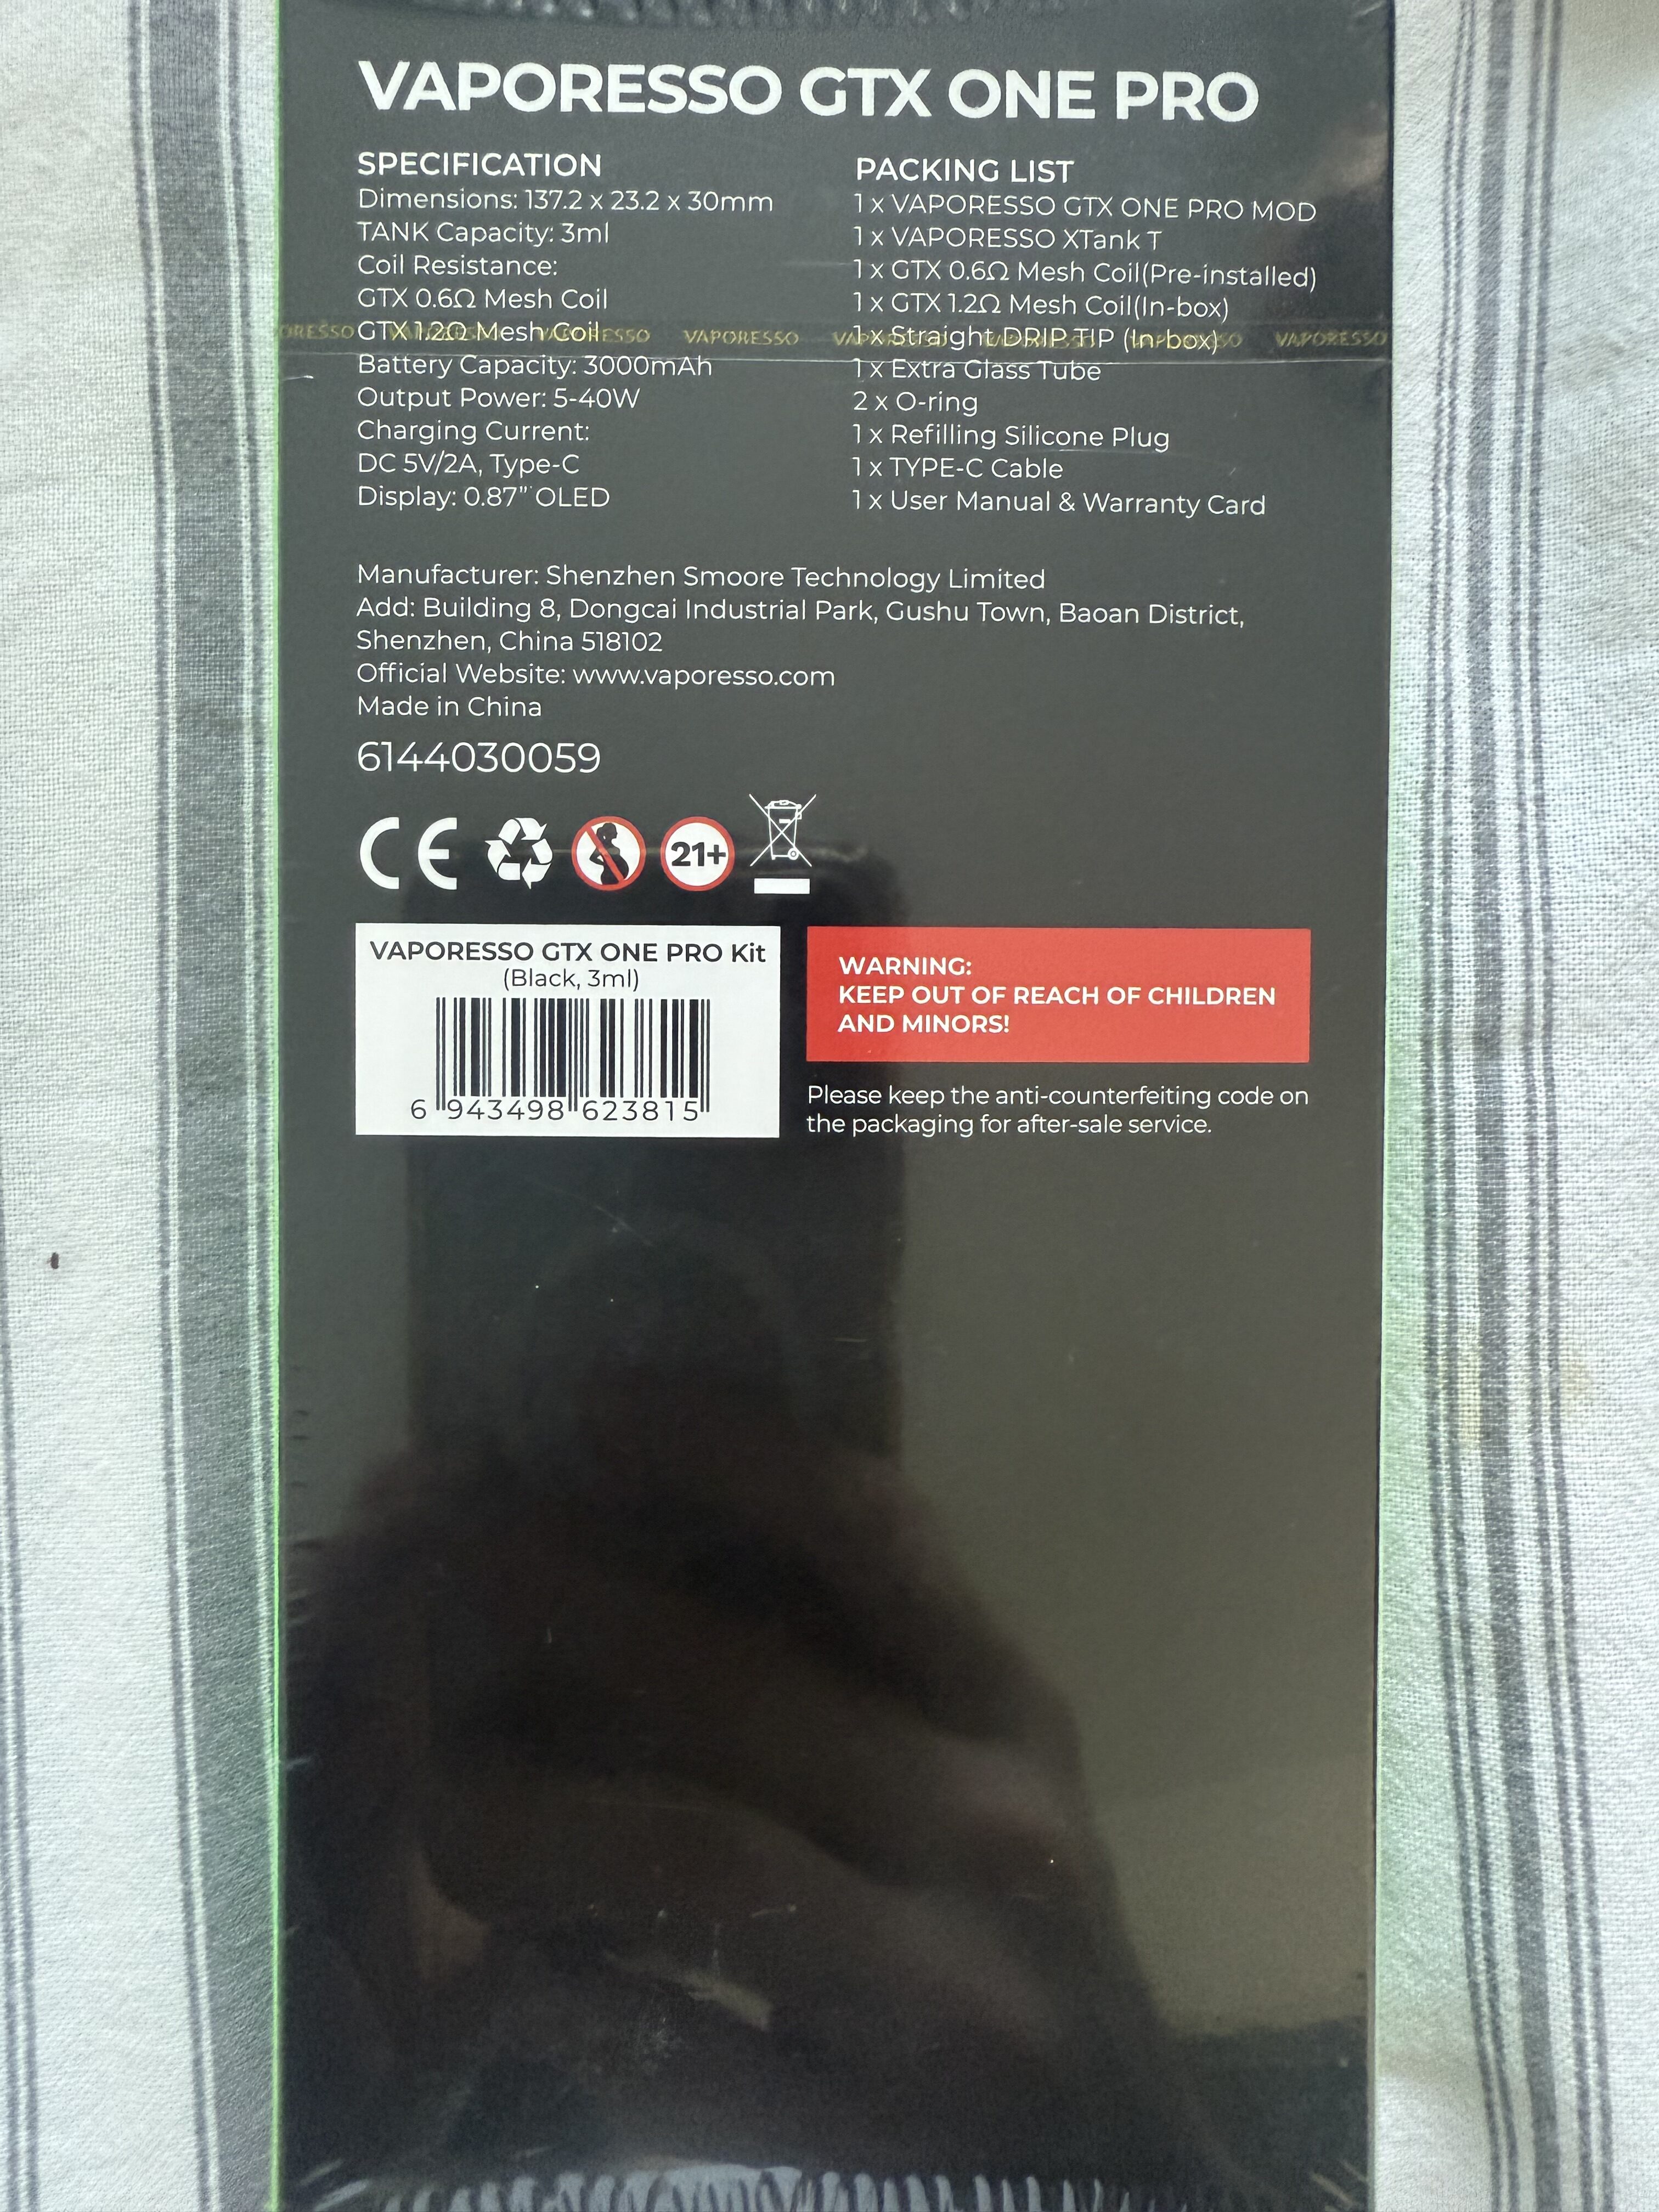 VAPORESSO GTX ONE PRO
SPECIFICATION
Dimensions: 137.2 x 23.2 x 30mm
TANK Capacity: 3ml
Coil Resistance:
GTX 0.6Ω Mesh Coil
GTX 1.2Ω Mesh Coil
Battery Capacity: 3000mAh
Output Power: 5-40W
Charging Current:
DC 5V/2A, Type-C
Display: 0.87" OLED
PACKING LIST
1 x VAPORESSO GTX ONE PRO MOD
1 x VAPORESSO XTank T
1 x GTX 0.6Ω Mesh Coil(Pre-installed)
1 x GTX 1.2Ω Mesh Coil(In-box)
1 x Straight DRIP TIP (In-box)
1 x Extra Glass Tube
2 x O-ring
1 x Refilling Silicone Plug
1 x TYPE-C Cable
1 x User Manual & Warranty Card
ORESSO VAPORESSO VAPORESSO VAPORESSO VAPORESSO VAPORESSO VAPORESSO VAPORESSO
Manufacturer: Shenzhen Smoore Technology Limited
Add: Building 8, Dongcai Industrial Park, Gushu Town, Baoan District,
Shenzhen, China 518102
Official Website: www.vaporesso.com
Made in China
6144030059
CE 21+
VAPORESSO GTX ONE PRO Kit
(Black, 3ml)
6 943498 623815
WARNING:
KEEP OUT OF REACH OF CHILDREN
AND MINORS!
Please keep the anti-counterfeiting code on
the packaging for after-sale service.